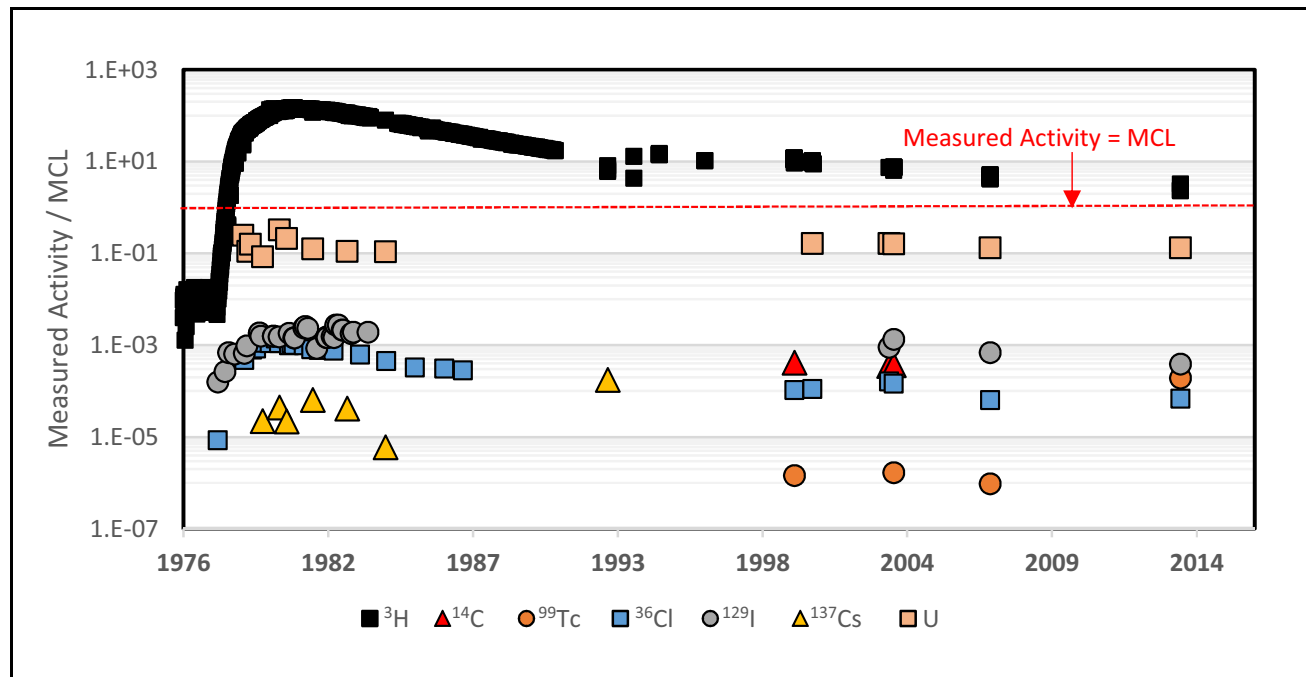 1.E+03
1.E+01
1.E-01
1.E-03
1.E-05
1.E-07
Measured Activity / MCL
Measured Activity = MCL
1976 1982 1987 1993 1998 2004 2009 2014
³H ¹⁴C ⁹⁹Tc ³⁶Cl ¹²⁹I ¹³⁷Cs U